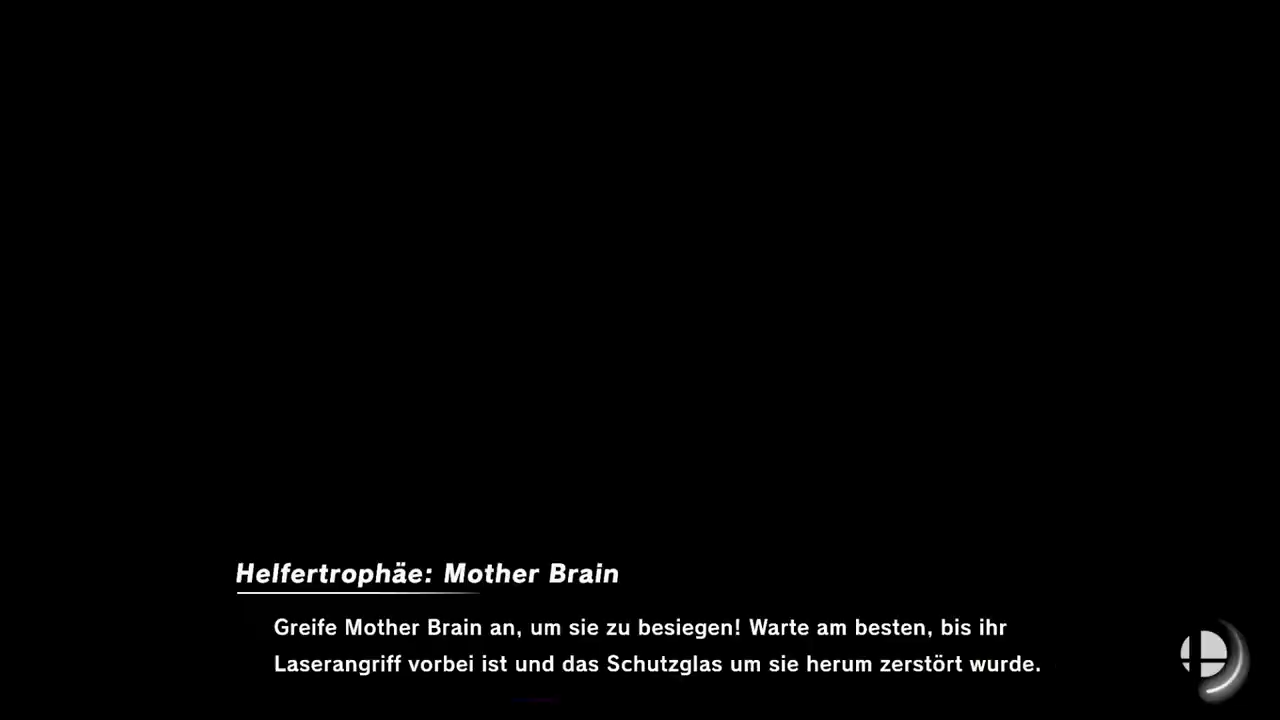 Helfertrophäe: Mother Brain
Greife Mother Brain an, um sie zu besiegen! Warte am besten, bis ihr
Laserangriff vorbei ist und das Schutzglas um sie herum zerstört wurde.